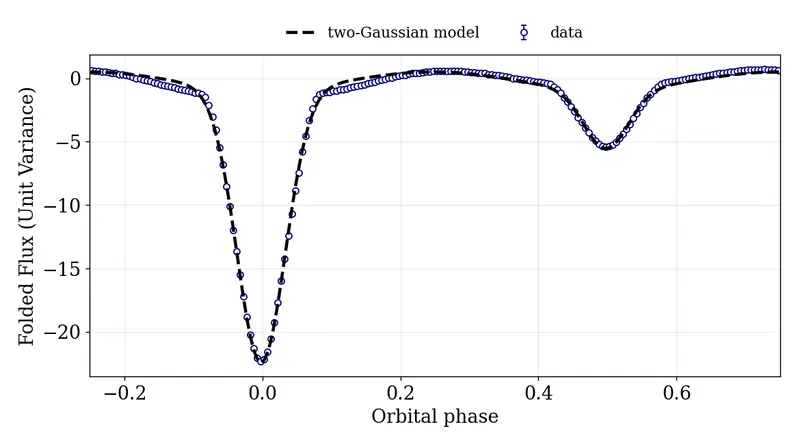 two-Gaussian model data
0
−5
−10
−15
−20
Folded Flux (Unit Variance)
−0.2 0.0 0.2 0.4 0.6
Orbital phase